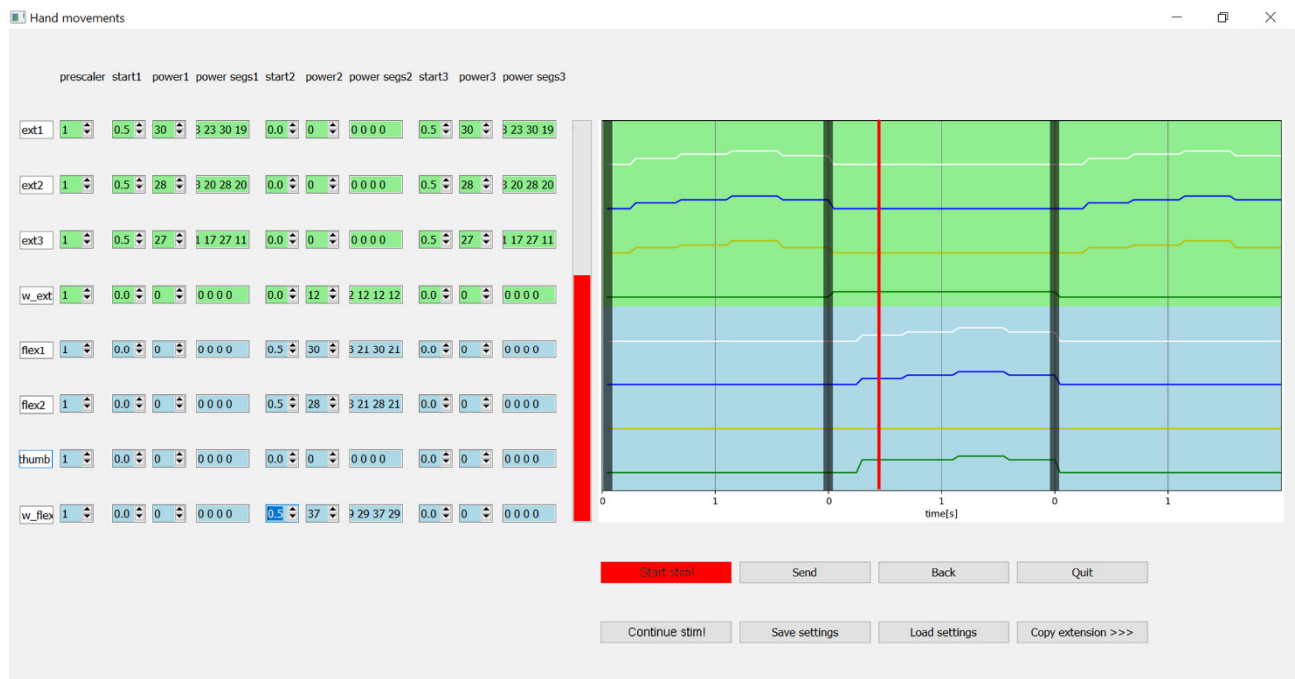 Hand movements
prescaler start1 power1 power segs1 start2 power2 power segs2 start3 power3 power segs3
ext1 1 0.5 30 3 23 30 19 0.0 0 0 0 0 0 0.5 30 3 23 30 19
ext2 1 0.5 28 3 20 28 20 0.0 0 0 0 0 0 0.5 28 3 20 28 20
ext3 1 0.5 27 1 17 27 11 0.0 0 0 0 0 0 0.5 27 1 17 27 11
w_ext 1 0.0 0 0 0 0 0 0.0 12 2 12 12 12 0.0 0 0 0 0 0
flex1 1 0.0 0 0 0 0 0 0.5 30 3 21 30 21 0.0 0 0 0 0 0
flex2 1 0.0 0 0 0 0 0 0.5 28 3 21 28 21 0.0 0 0 0 0 0
thumb 1 0.0 0 0 0 0 0 0.0 0 0 0 0 0 0.0 0 0 0 0 0
w_flex 1 0.0 0 0 0 0 0 0.5 37 9 29 37 29 0.0 0 0 0 0 0
0 1 0 1 0 1
time[s]
Start stim! Send Back Quit
Continue stim! Save settings Load settings Copy extension >>>